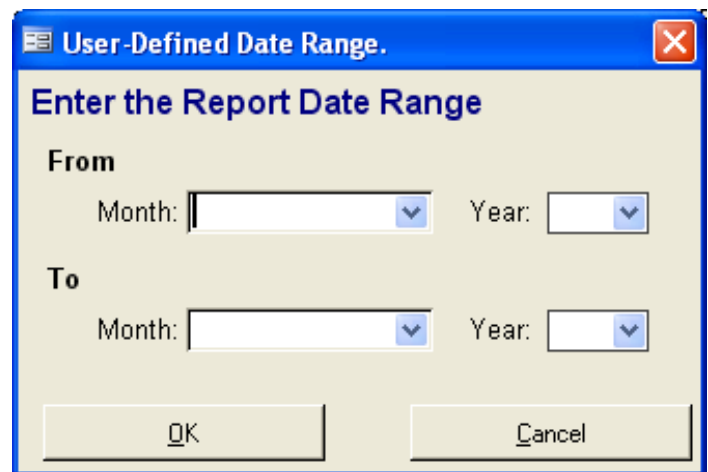 User-Defined Date Range.
Enter the Report Date Range
From
Month: Year:
To
Month: Year:
OK Cancel